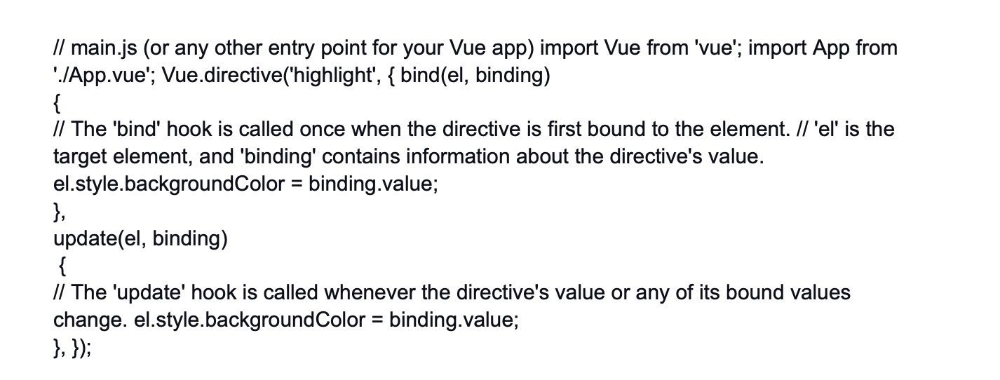 // main.js (or any other entry point for your Vue app) import Vue from 'vue'; import App from
'./App.vue'; Vue.directive('highlight', { bind(el, binding)
{
// The 'bind' hook is called once when the directive is first bound to the element. // 'el' is the
target element, and 'binding' contains information about the directive's value.
el.style.backgroundColor = binding.value;
},
update(el, binding)
{
// The 'update' hook is called whenever the directive's value or any of its bound values
change. el.style.backgroundColor = binding.value;
}, });